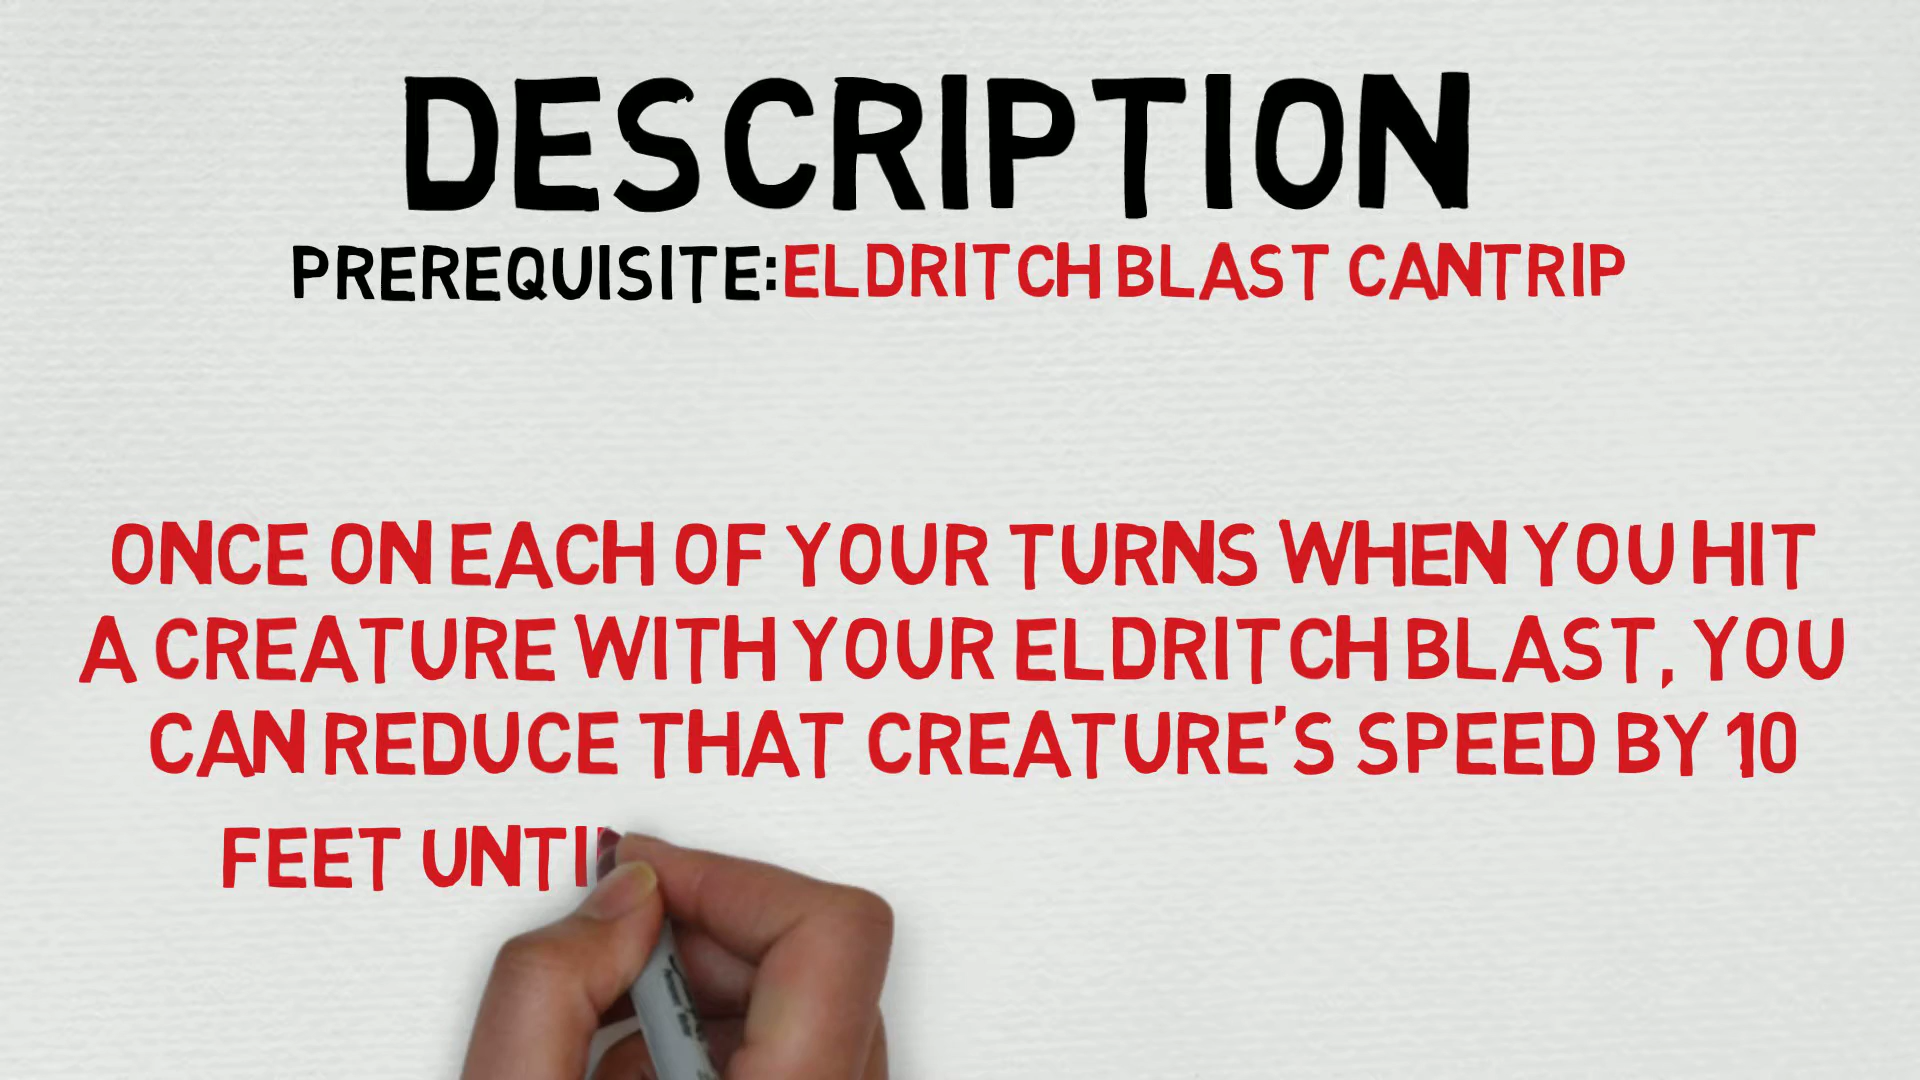 DESCRIPTION
PREREQUISITE: ELDRITCH BLAST CANTRIP
ONCE ON EACH OF YOUR TURNS WHEN YOU HIT
A CREATURE WITH YOUR ELDRITCH BLAST, YOU
CAN REDUCE THAT CREATURE'S SPEED BY 10
FEET